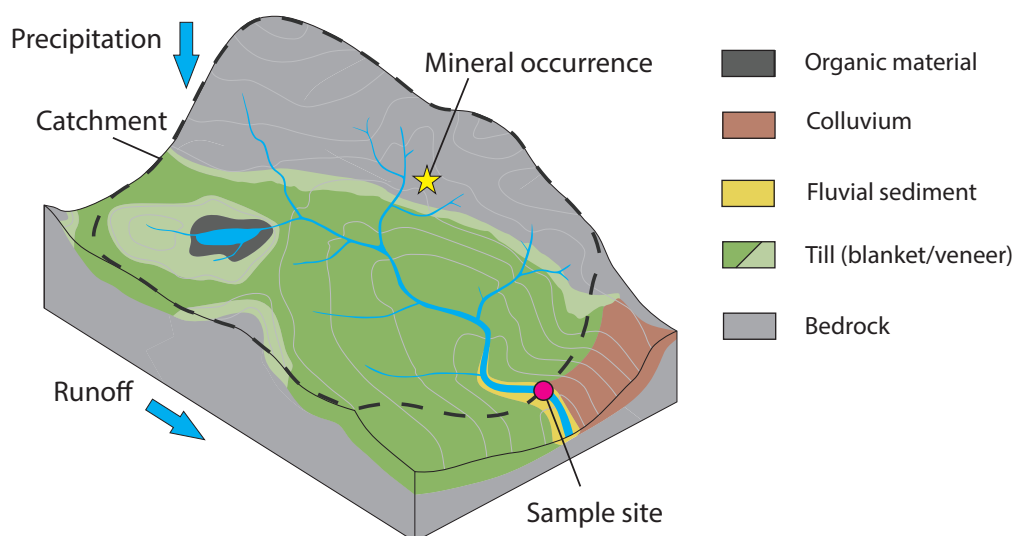 Precipitation
Mineral occurrence
Catchment
Runoff
Sample site
Organic material
Colluvium
Fluvial sediment
Till (blanket/veneer)
Bedrock